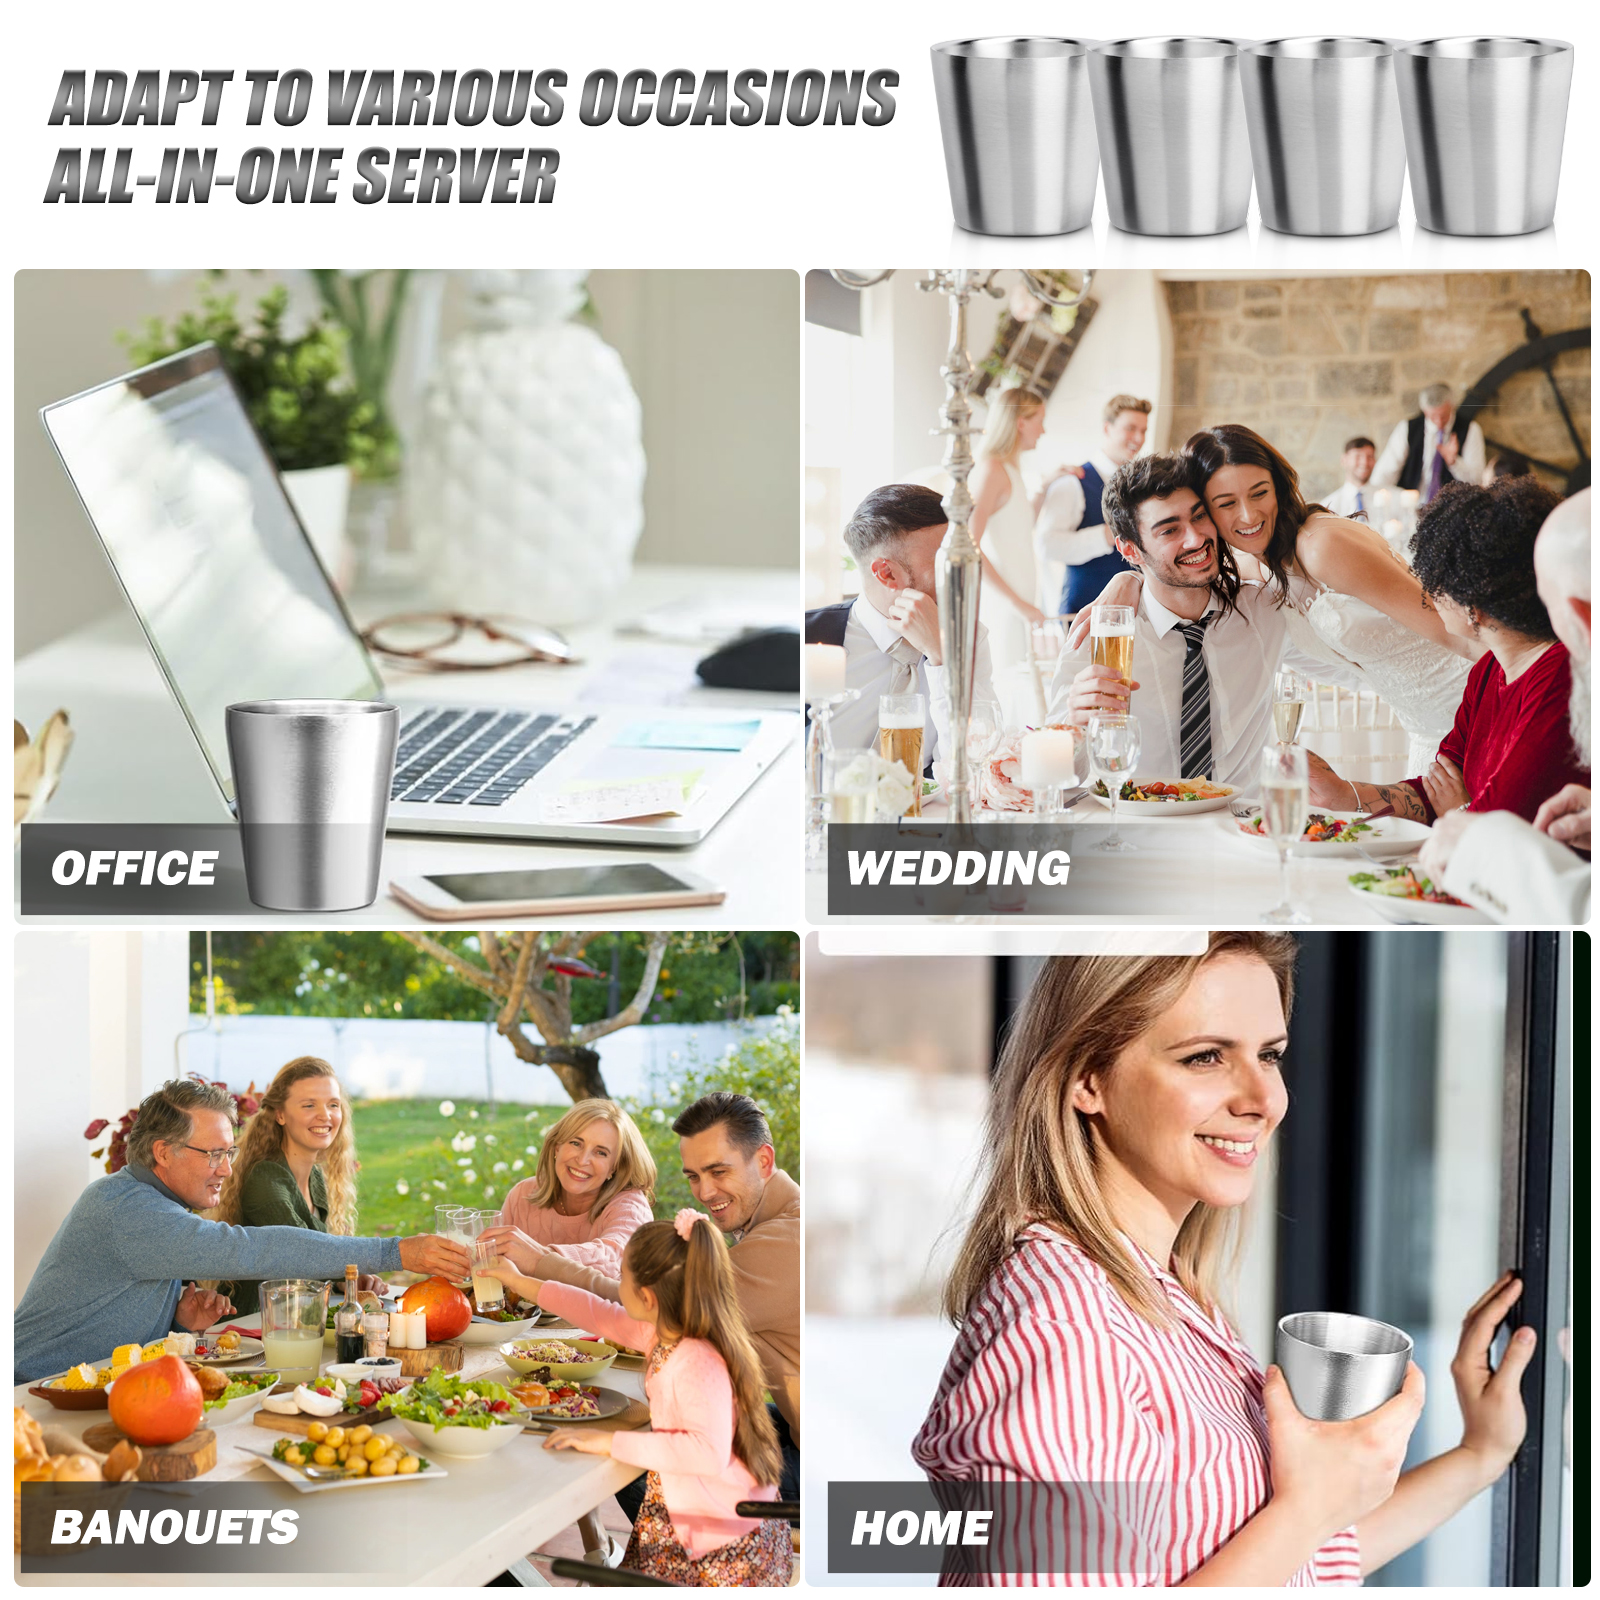 ADAPT TO VARIOUS OCCASIONS
ALL-IN-ONE SERVER
OFFICE
WEDDING
BANOUETS
HOME